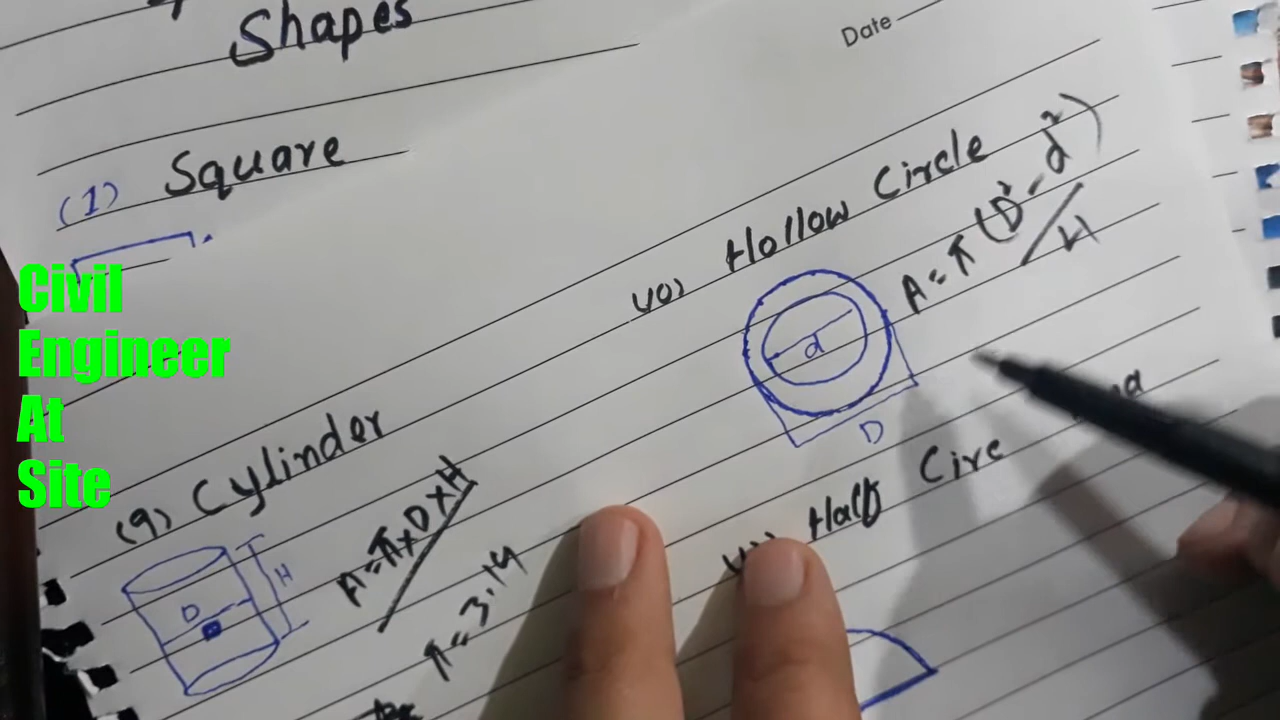 Shapes
Date
(1) Square
(10) Hollow Circle
A = π (D² - d²)
4
d
D
Civil
Engineer
At
Site
(9) Cylinder
A = π x D x H
π = 3.14
D
H
Half Circ